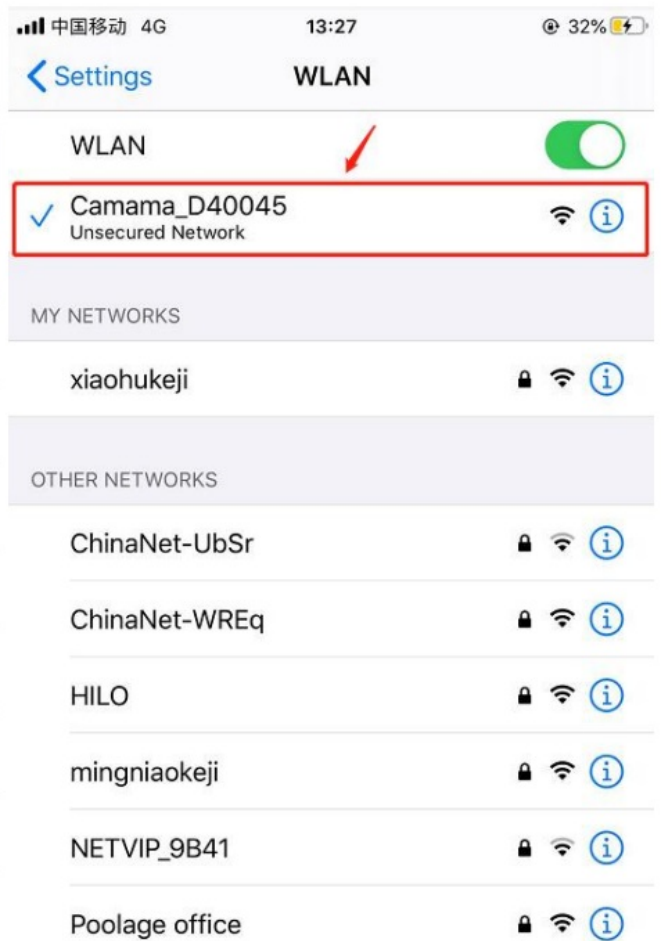 中国移动 4G 13:27 32%
Settings WLAN
WLAN
Camama_D40045
Unsecured Network
MY NETWORKS
xiaohukeji
OTHER NETWORKS
ChinaNet-UbSr
ChinaNet-WREq
HILO
mingniaokeji
NETVIP_9B41
Poolage office